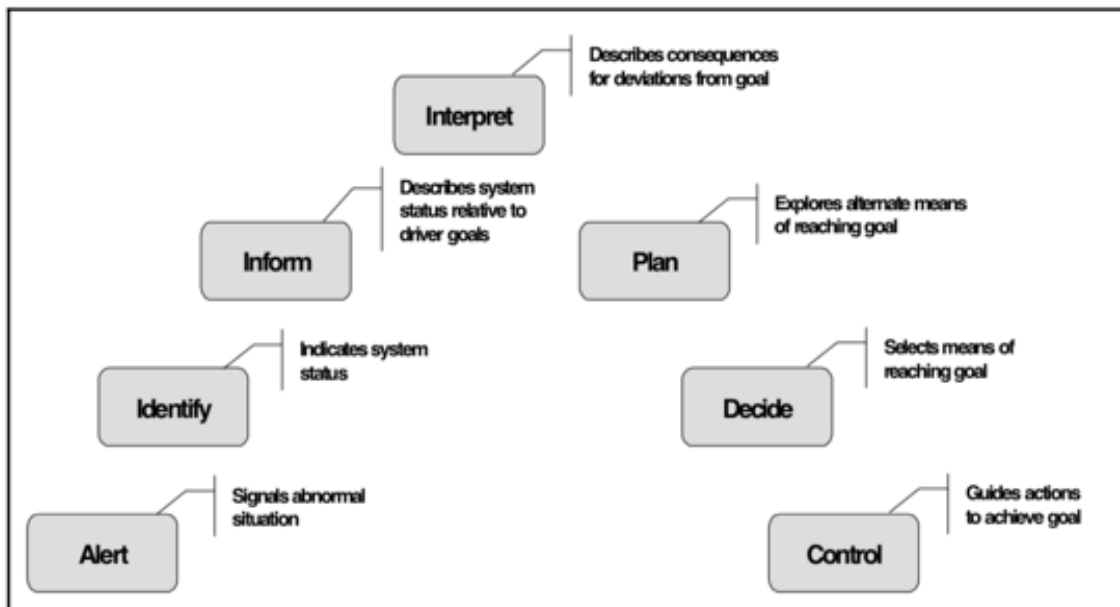 Describes consequences
for deviations from goal
Interpret
Describes system
status relative to
driver goals
Inform
Explores alternate means
of reaching goal
Plan
Indicates system
status
Identify
Selects means of
reaching goal
Decide
Signals abnormal
situation
Alert
Guides actions
to achieve goal
Control